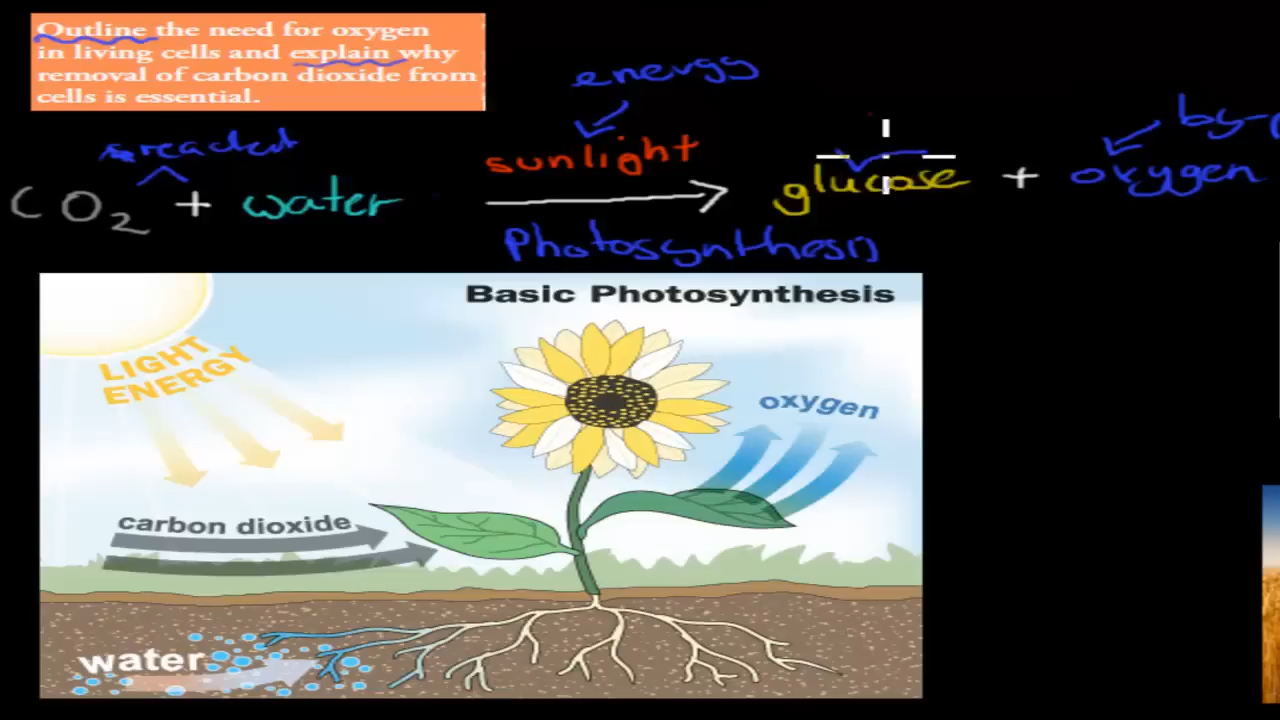 Outline the need for oxygen
in living cells and explain why
removal of carbon dioxide from
cells is essential.
energy
by-
CO2 + water sunlight glucose + oxygen
Photosynthesis
Basic Photosynthesis
LIGHT
ENERGY
oxygen
carbon dioxide
water